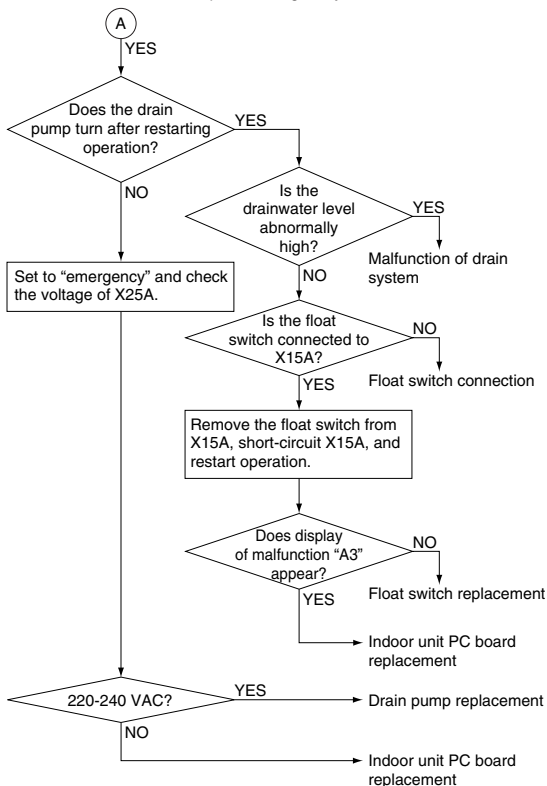 A
YES
Does the drain
pump turn after restarting
operation?
YES
NO
Is the
drainwater level
abnormally
high?
YES
Malfunction of drain
system
NO
Set to “emergency” and check
the voltage of X25A.
Is the float
switch connected to
X15A?
NO
Float switch connection
YES
Remove the float switch from
X15A, short-circuit X15A, and
restart operation.
Does display
of malfunction “A3”
appear?
NO
Float switch replacement
YES
Indoor unit PC board
replacement
220-240 VAC?
YES
Drain pump replacement
NO
Indoor unit PC board
replacement